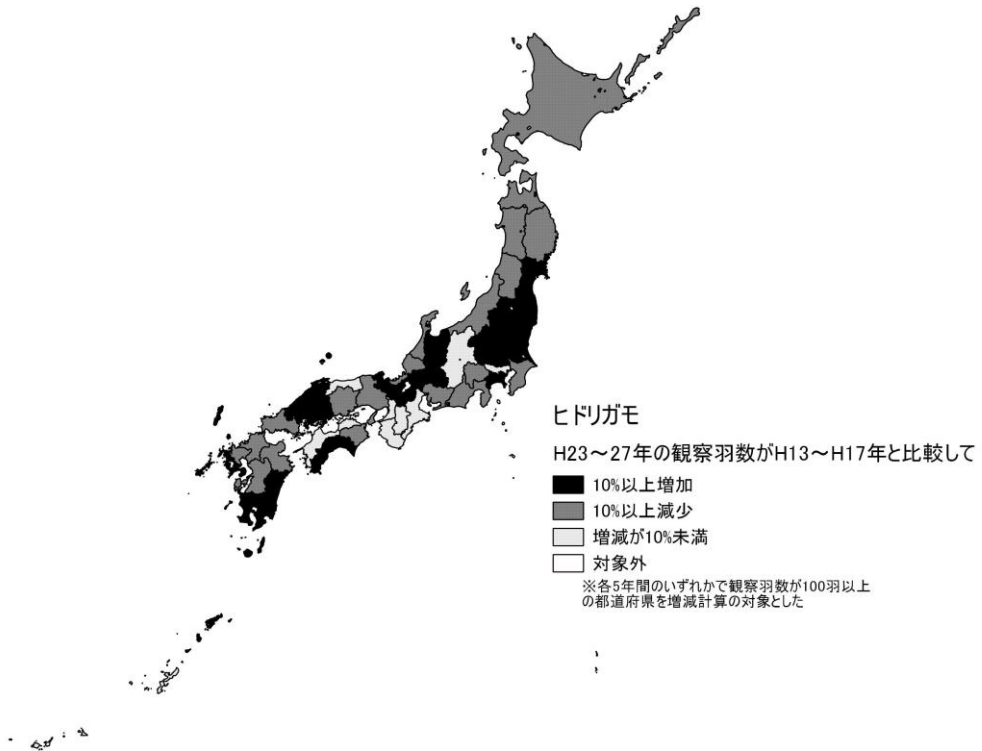 ヒドリガモ
H23～27年の観察羽数がH13～H17年と比較して
10%以上増加
10%以上減少
増減が10%未満
対象外
※各5年間のいずれかで観察羽数が100羽以上
の都道府県を増減計算の対象とした